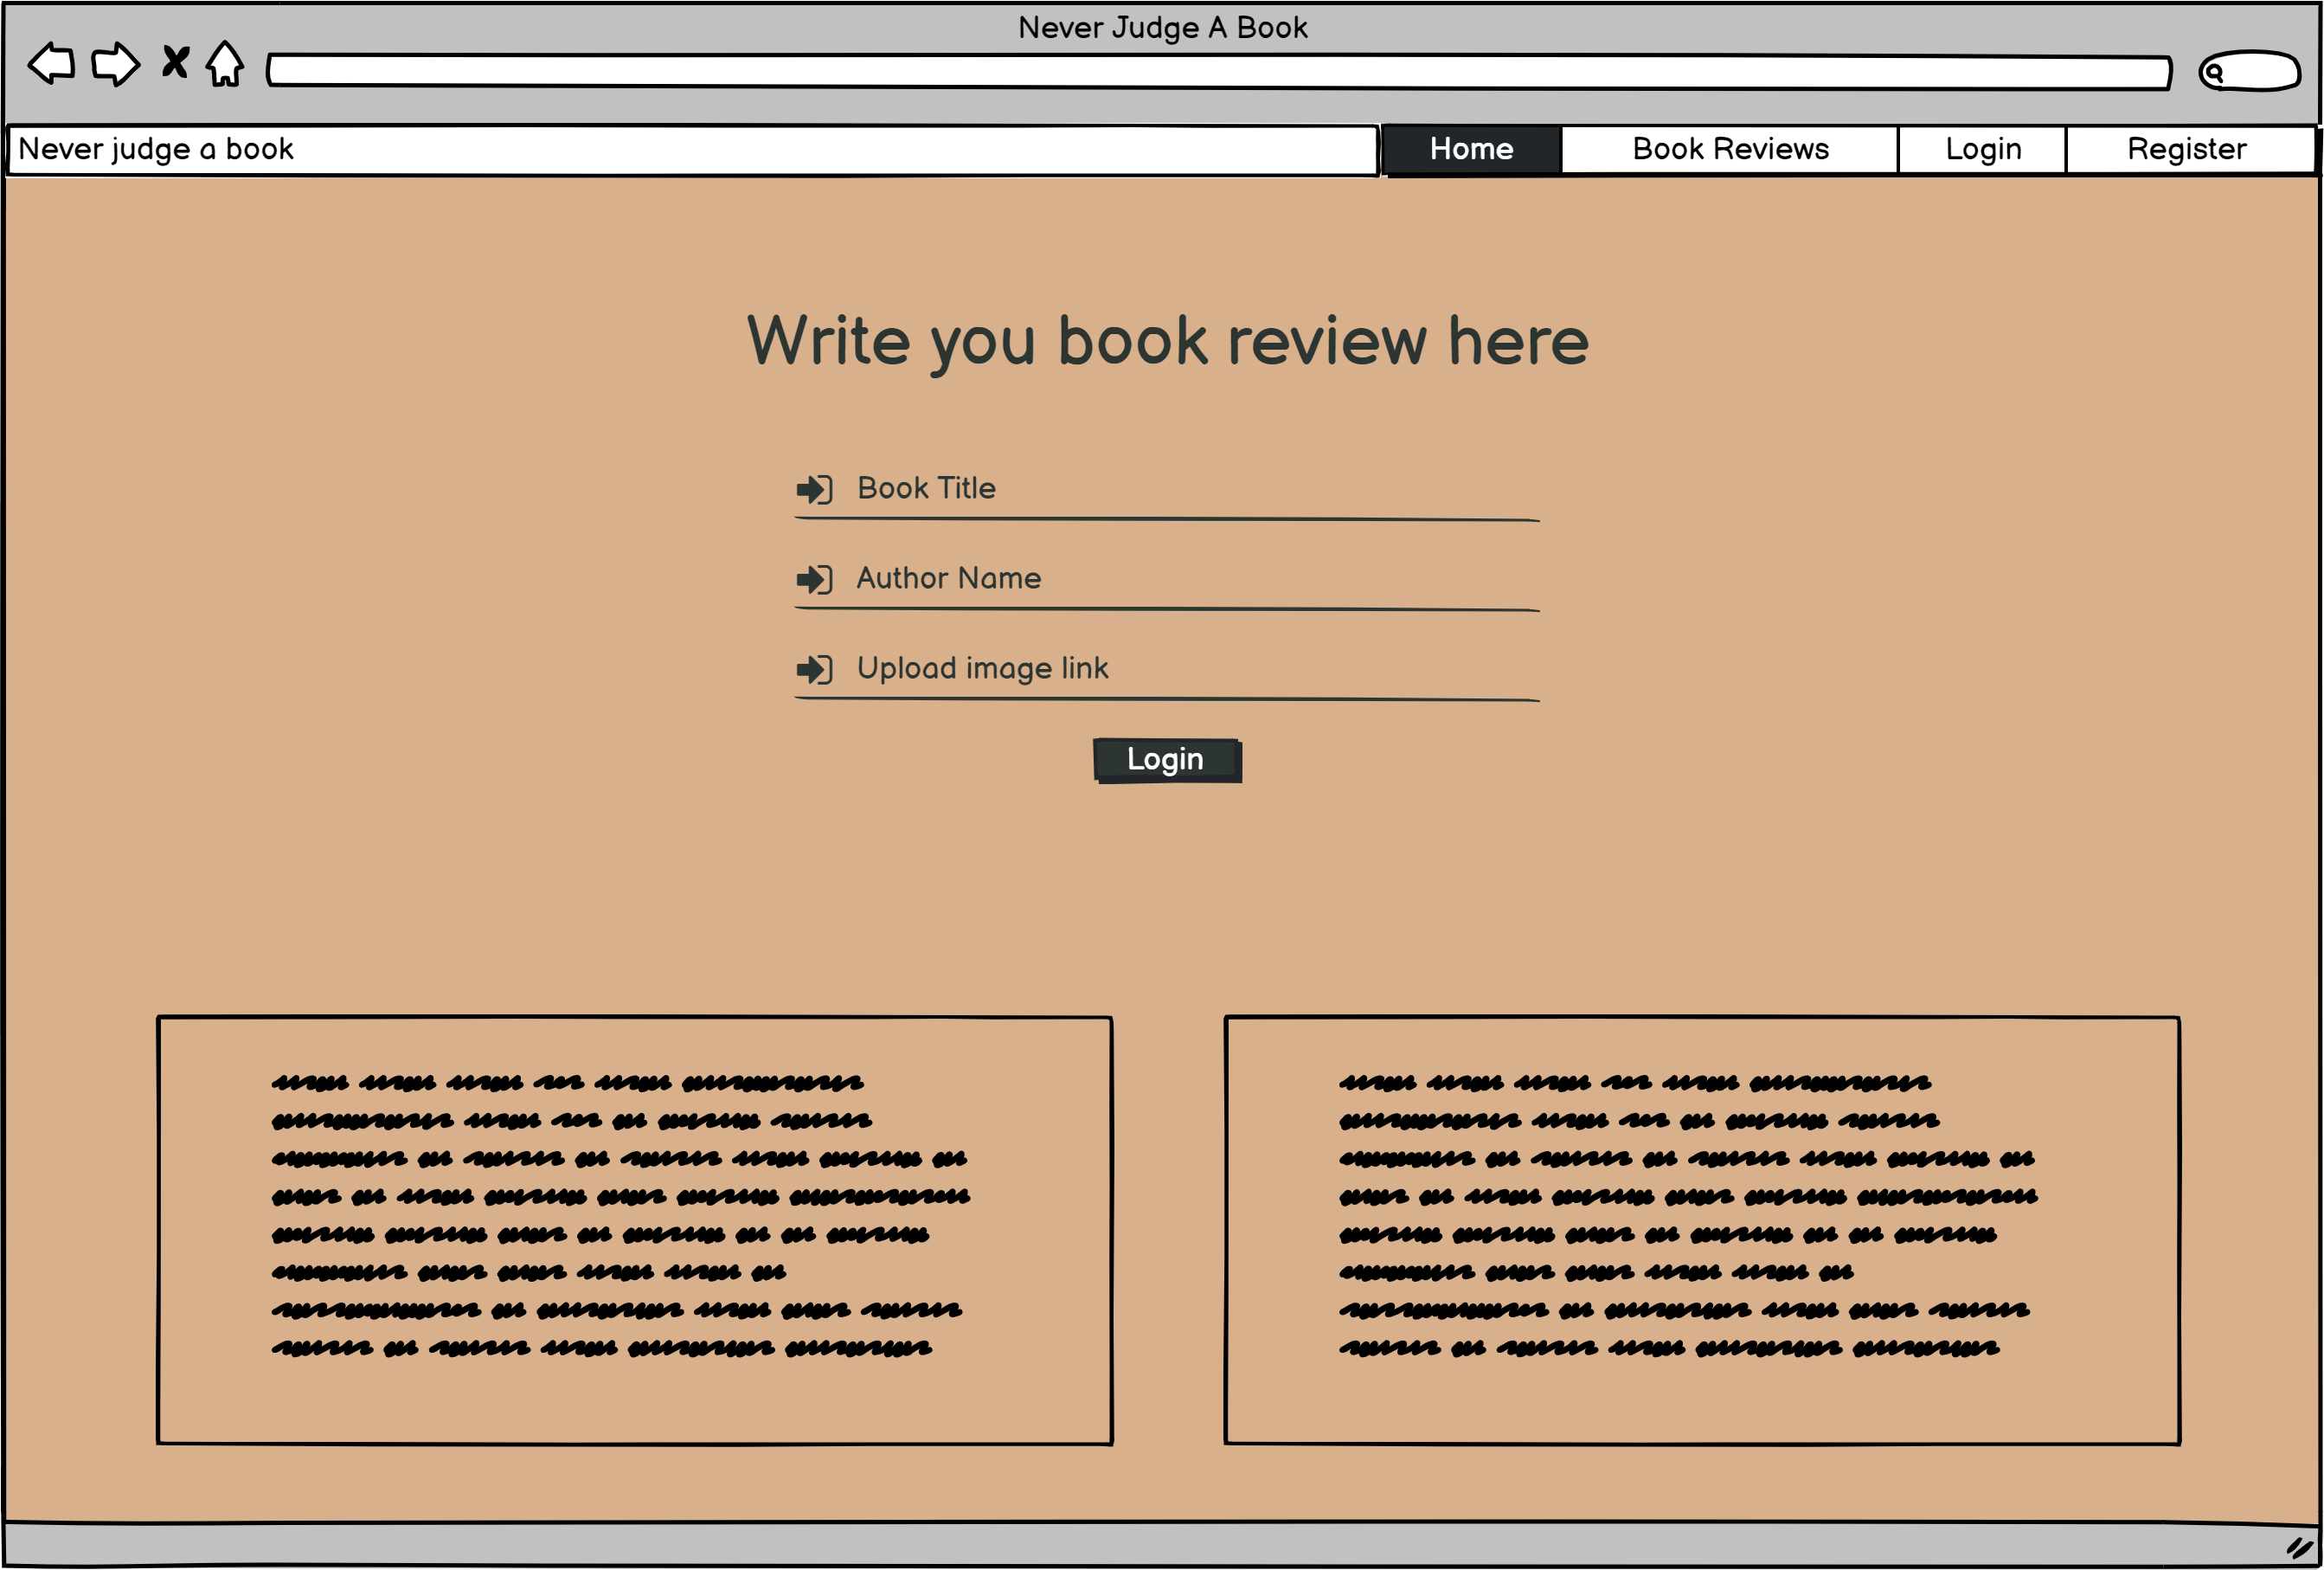 Never Judge A Book
Never judge a book
Home
Book Reviews
Login
Register
Write you book review here
Book Title
Author Name
Upload image link
Login